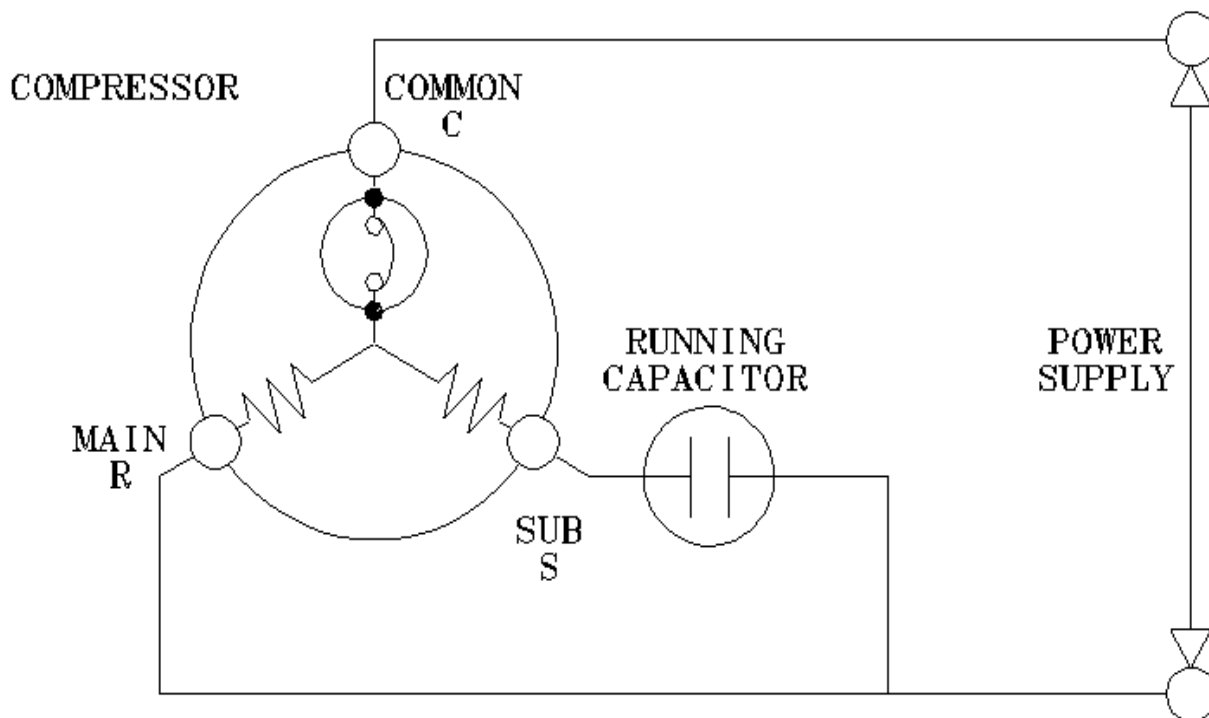 COMPRESSOR
COMMON
C
RUNNING
CAPACITOR
POWER
SUPPLY
MAIN
R
SUB
S